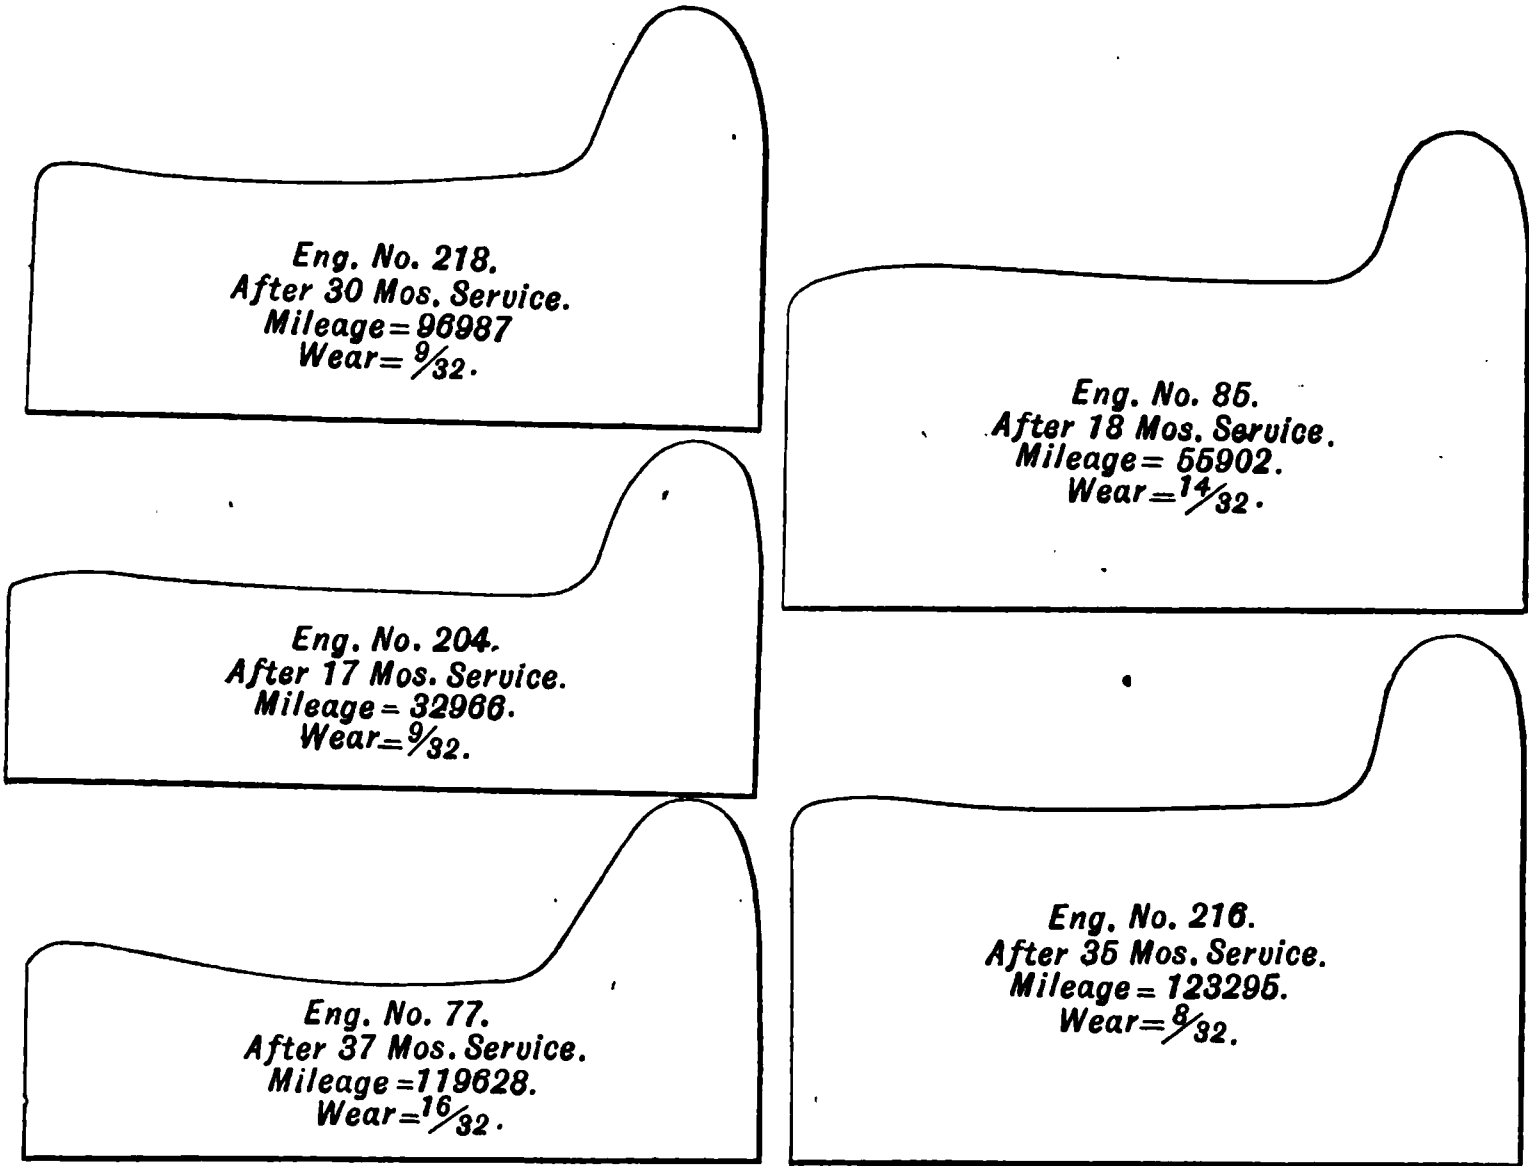 Eng. No. 218.
After 30 Mos. Service.
Mileage = 96987
Wear = 9/32.
Eng. No. 204.
After 17 Mos. Service.
Mileage = 32966.
Wear = 9/32.
Eng. No. 77.
After 37 Mos. Service.
Mileage = 119628.
Wear = 16/32.
Eng. No. 85.
After 18 Mos. Service.
Mileage = 55902.
Wear = 14/32.
Eng. No. 216.
After 35 Mos. Service.
Mileage = 123295.
Wear = 8/32.